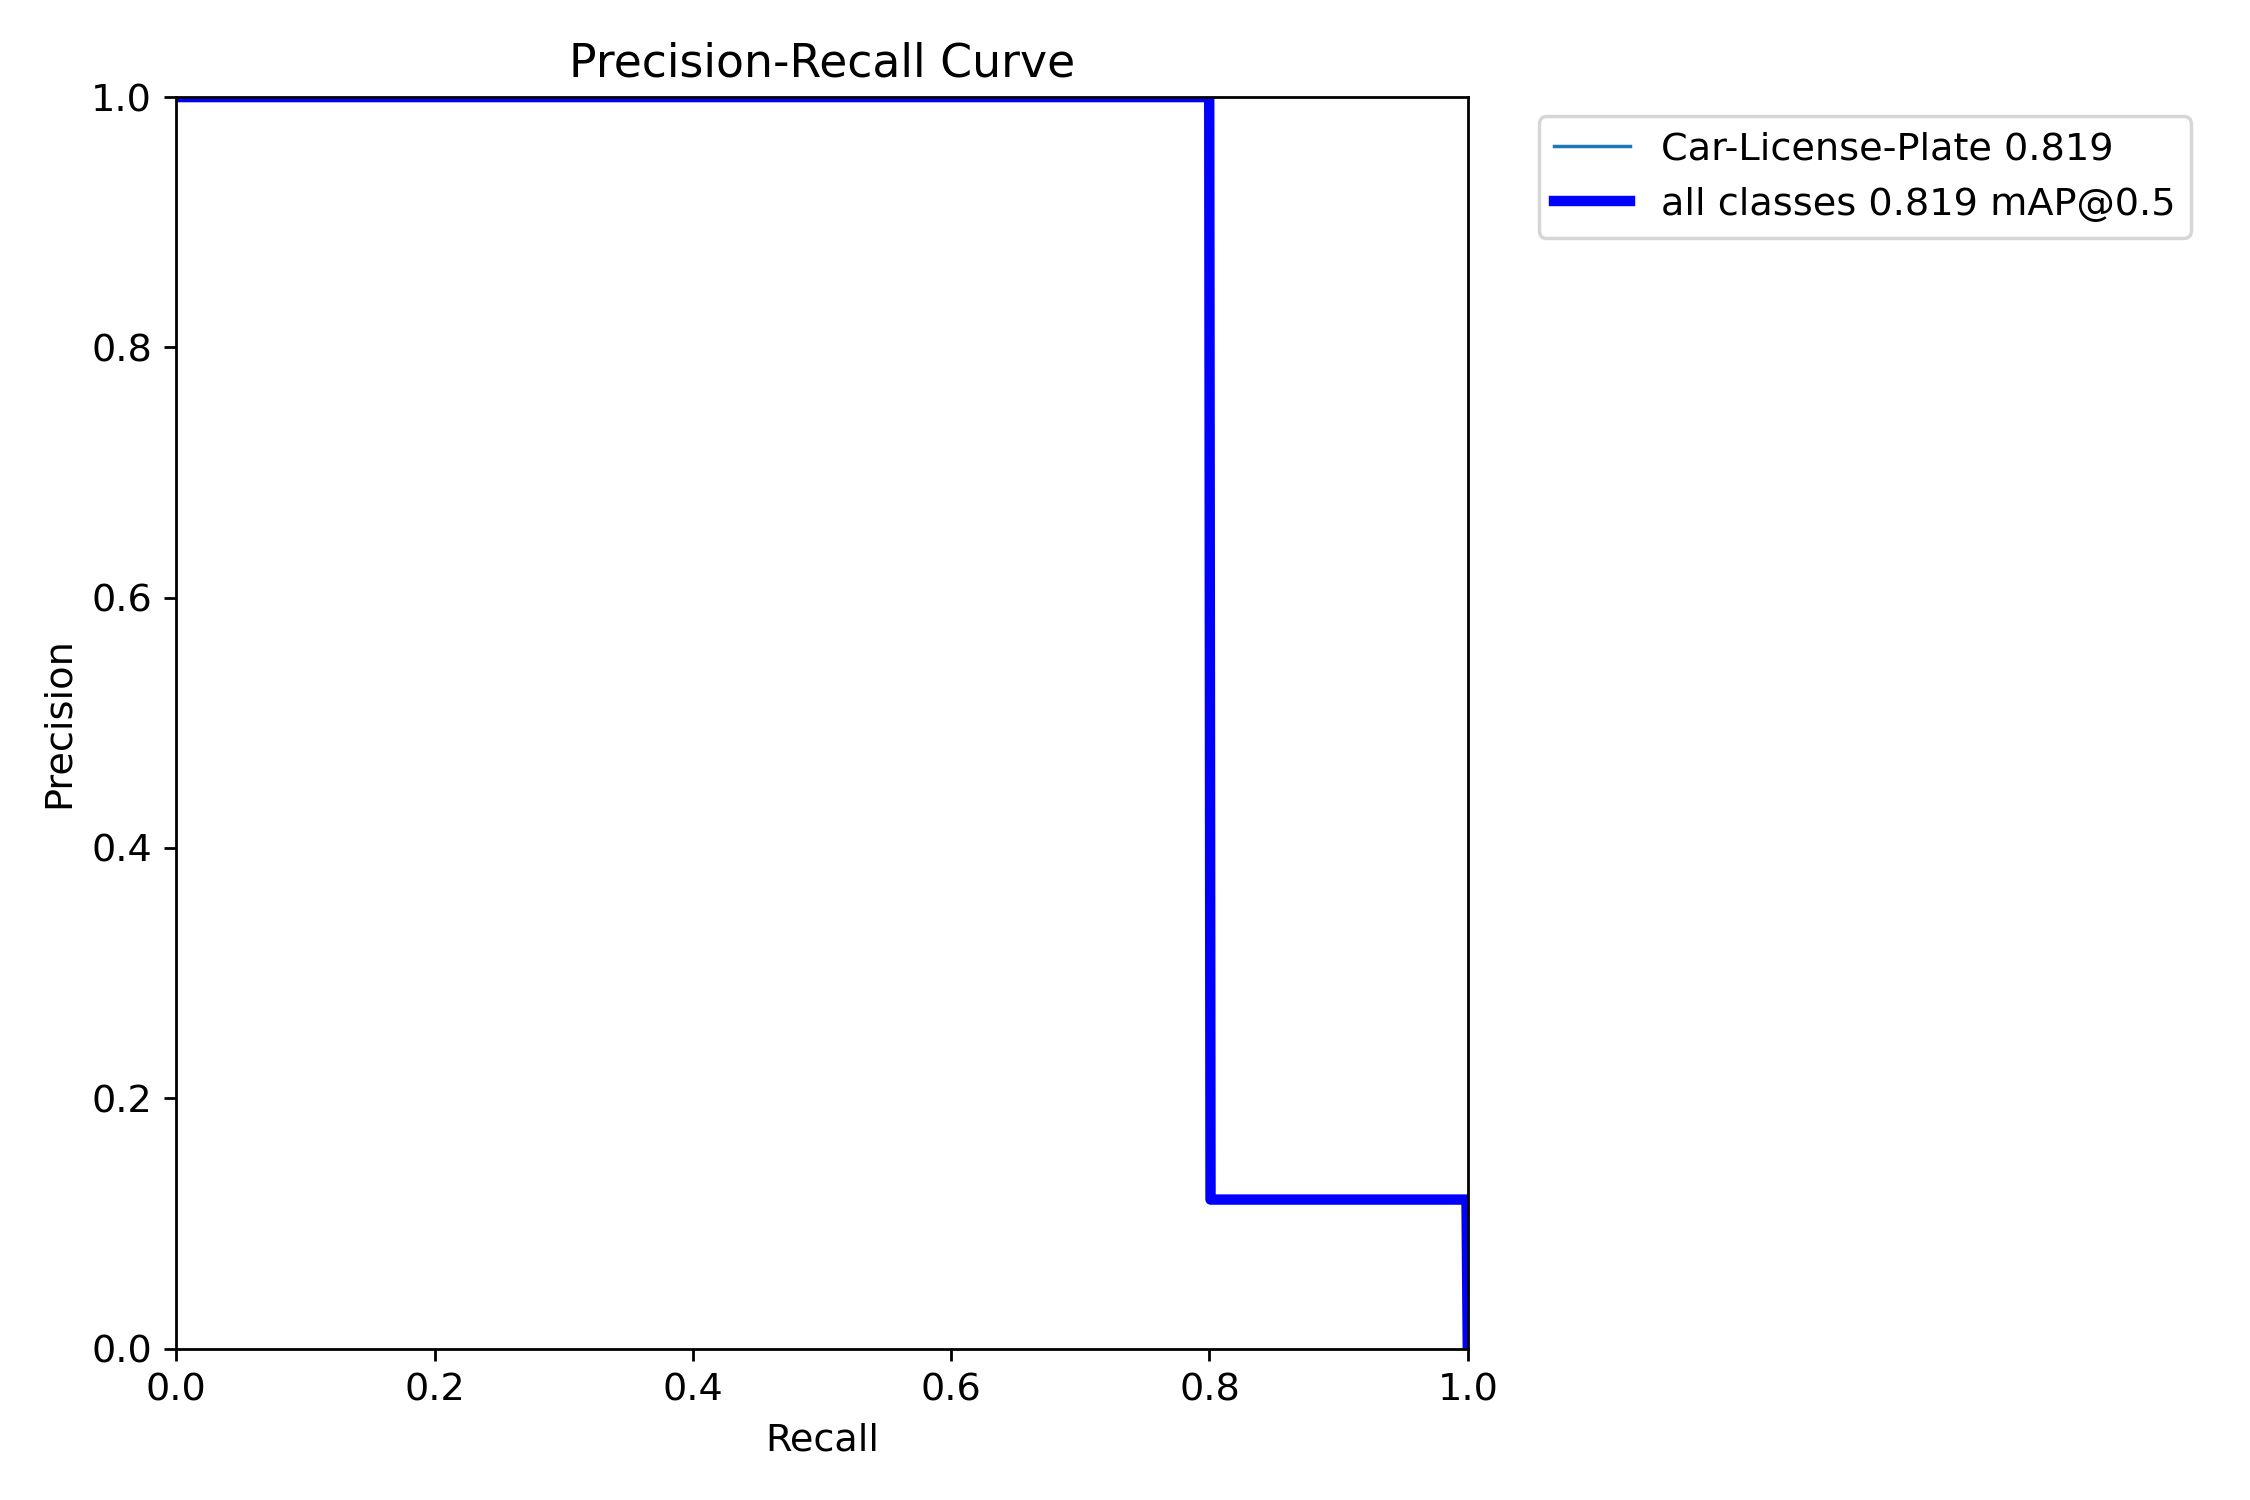 Precision-Recall Curve
Car-License-Plate 0.819
all classes 0.819 mAP@0.5
Precision
1.0
0.8
0.6
0.4
0.2
0.0
0.0 0.2 0.4 0.6 0.8 1.0
Recall